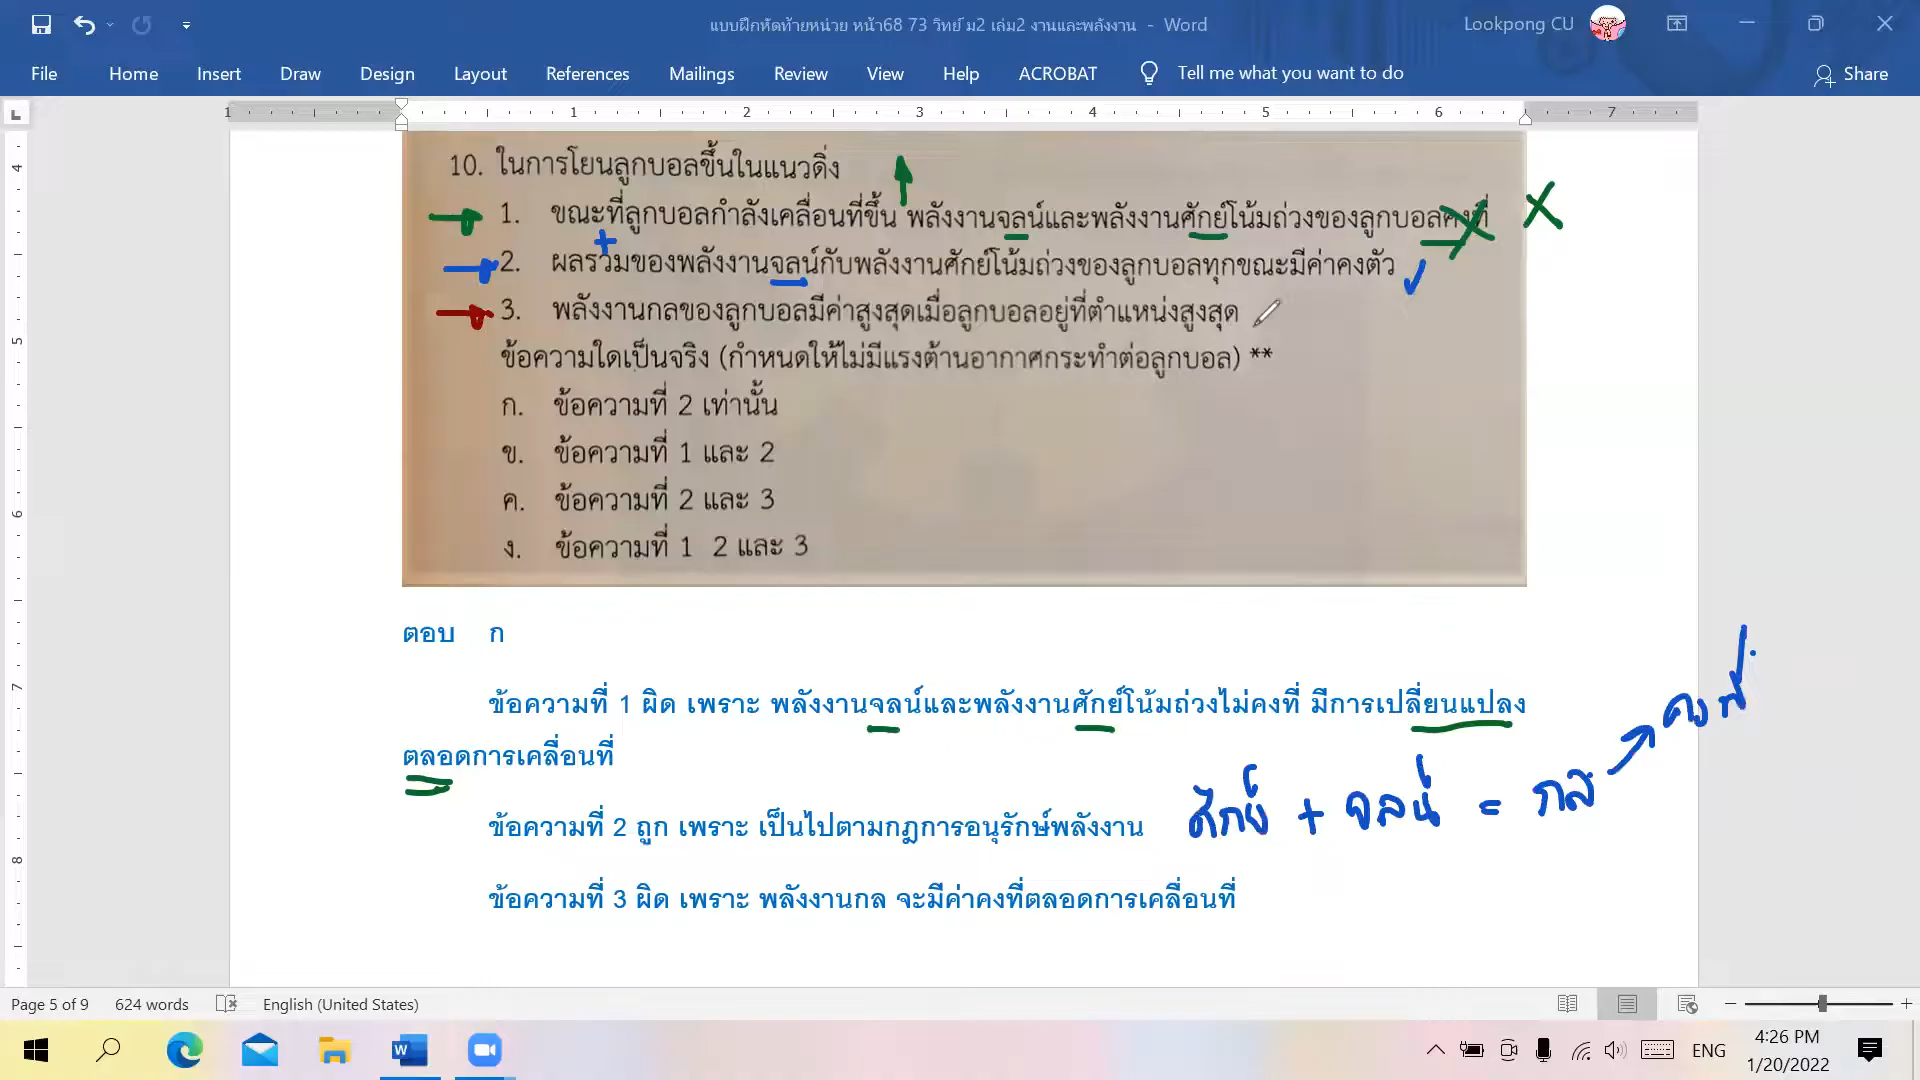 แบบฝึกหัดท้ายหน่วย หน้า68 73 วิทย์ ม2 เล่ม2 งานและพลังงาน - Word
Lookpong CU
File Home Insert Draw Design Layout References Mailings Review View Help ACROBAT Tell me what you want to do Share
1 1 2 3 4 5 6 7
10. ในการโยนลูกบอลขึ้นในแนวดิ่ง
1. ขณะที่ลูกบอลกำลังเคลื่อนที่ขึ้น พลังงานจลน์และพลังงานศักย์โน้มถ่วงของลูกบอลคงที่
2. ผลรวมของพลังงานจลน์กับพลังงานศักย์โน้มถ่วงของลูกบอลทุกขณะมีค่าคงตัว
3. พลังงานกลของลูกบอลมีค่าสูงสุดเมื่อลูกบอลอยู่ที่ตำแหน่งสูงสุด
ข้อความใดเป็นจริง (กำหนดให้ไม่มีแรงต้านอากาศกระทำต่อลูกบอล) **
ก. ข้อความที่ 2 เท่านั้น
ข. ข้อความที่ 1 และ 2
ค. ข้อความที่ 2 และ 3
ง. ข้อความที่ 1 2 และ 3
ตอบ ก
ข้อความที่ 1 ผิด เพราะ พลังงานจลน์และพลังงานศักย์โน้มถ่วงไม่คงที่ มีการเปลี่ยนแปลง
ตลอดการเคลื่อนที่
คงที่
ศักย์ + จลน์ = กล
ข้อความที่ 2 ถูก เพราะ เป็นไปตามกฎการอนุรักษ์พลังงาน
ข้อความที่ 3 ผิด เพราะ พลังงานกล จะมีค่าคงที่ตลอดการเคลื่อนที่
4
5
6
7
8
Page 5 of 9 624 words English (United States)
ENG
4:26 PM
1/20/2022